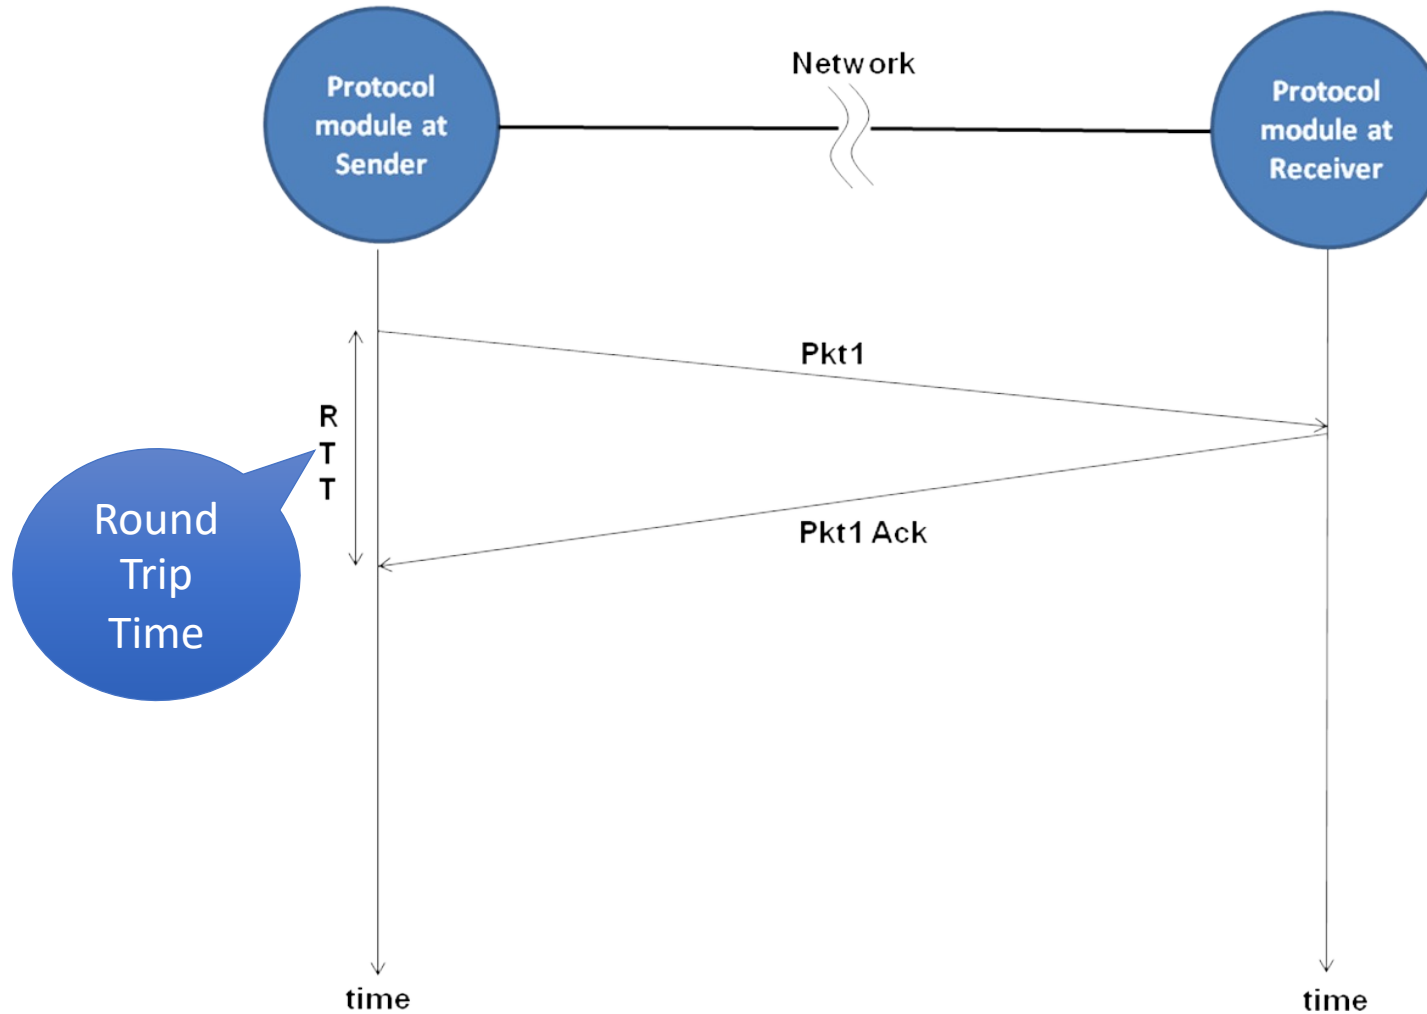 Protocol
module at
Sender
Network
Protocol
module at
Receiver
Pkt1
R
T
T
Round
Trip
Time
Pkt1 Ack
time
time